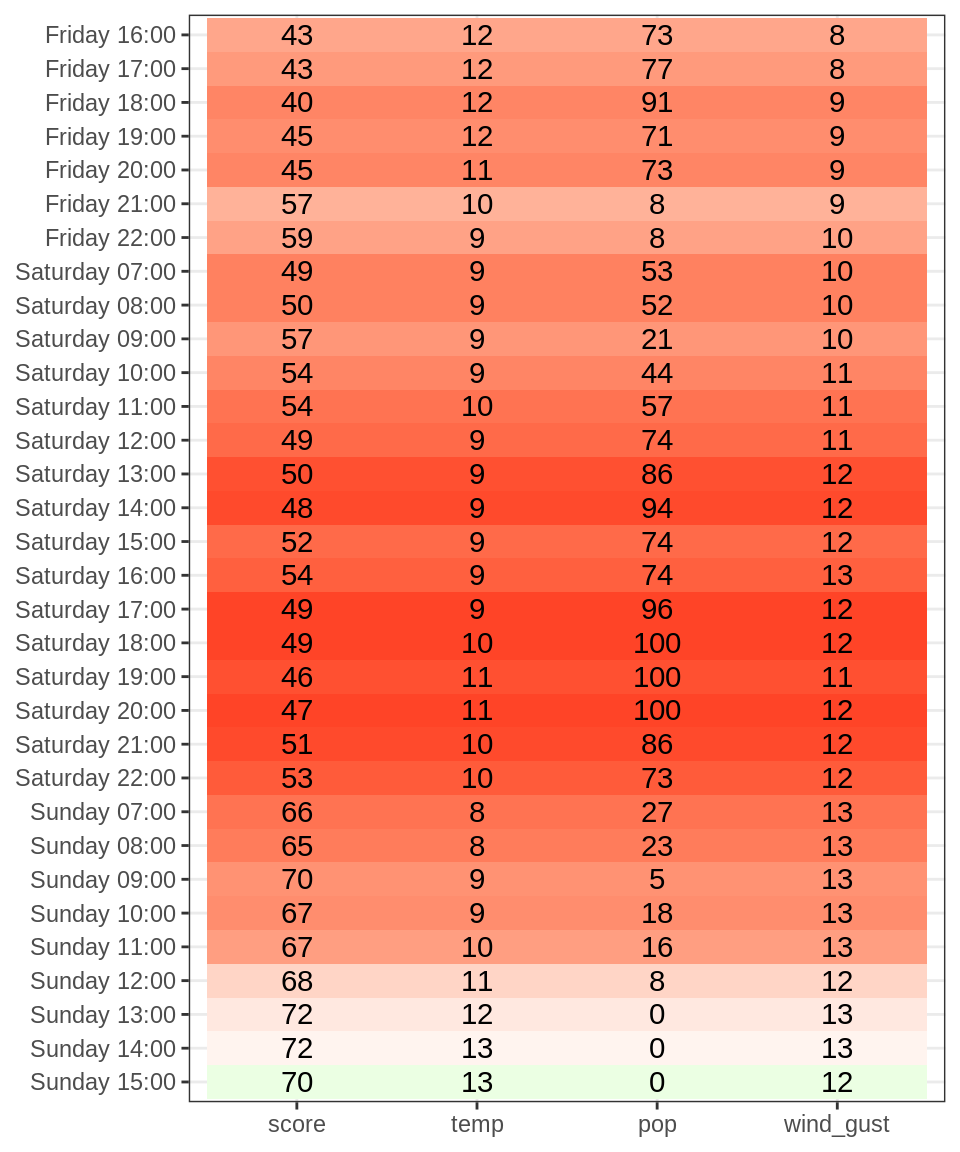 Friday 16:00 43 12 73 8
Friday 17:00 43 12 77 8
Friday 18:00 40 12 91 9
Friday 19:00 45 12 71 9
Friday 20:00 45 11 73 9
Friday 21:00 57 10 8 9
Friday 22:00 59 9 8 10
Saturday 07:00 49 9 53 10
Saturday 08:00 50 9 52 10
Saturday 09:00 57 9 21 10
Saturday 10:00 54 9 44 11
Saturday 11:00 54 10 57 11
Saturday 12:00 49 9 74 11
Saturday 13:00 50 9 86 12
Saturday 14:00 48 9 94 12
Saturday 15:00 52 9 74 12
Saturday 16:00 54 9 74 13
Saturday 17:00 49 9 96 12
Saturday 18:00 49 10 100 12
Saturday 19:00 46 11 100 11
Saturday 20:00 47 11 100 12
Saturday 21:00 51 10 86 12
Saturday 22:00 53 10 73 12
Sunday 07:00 66 8 27 13
Sunday 08:00 65 8 23 13
Sunday 09:00 70 9 5 13
Sunday 10:00 67 9 18 13
Sunday 11:00 67 10 16 13
Sunday 12:00 68 11 8 12
Sunday 13:00 72 12 0 13
Sunday 14:00 72 13 0 13
Sunday 15:00 70 13 0 12
score temp pop wind_gust